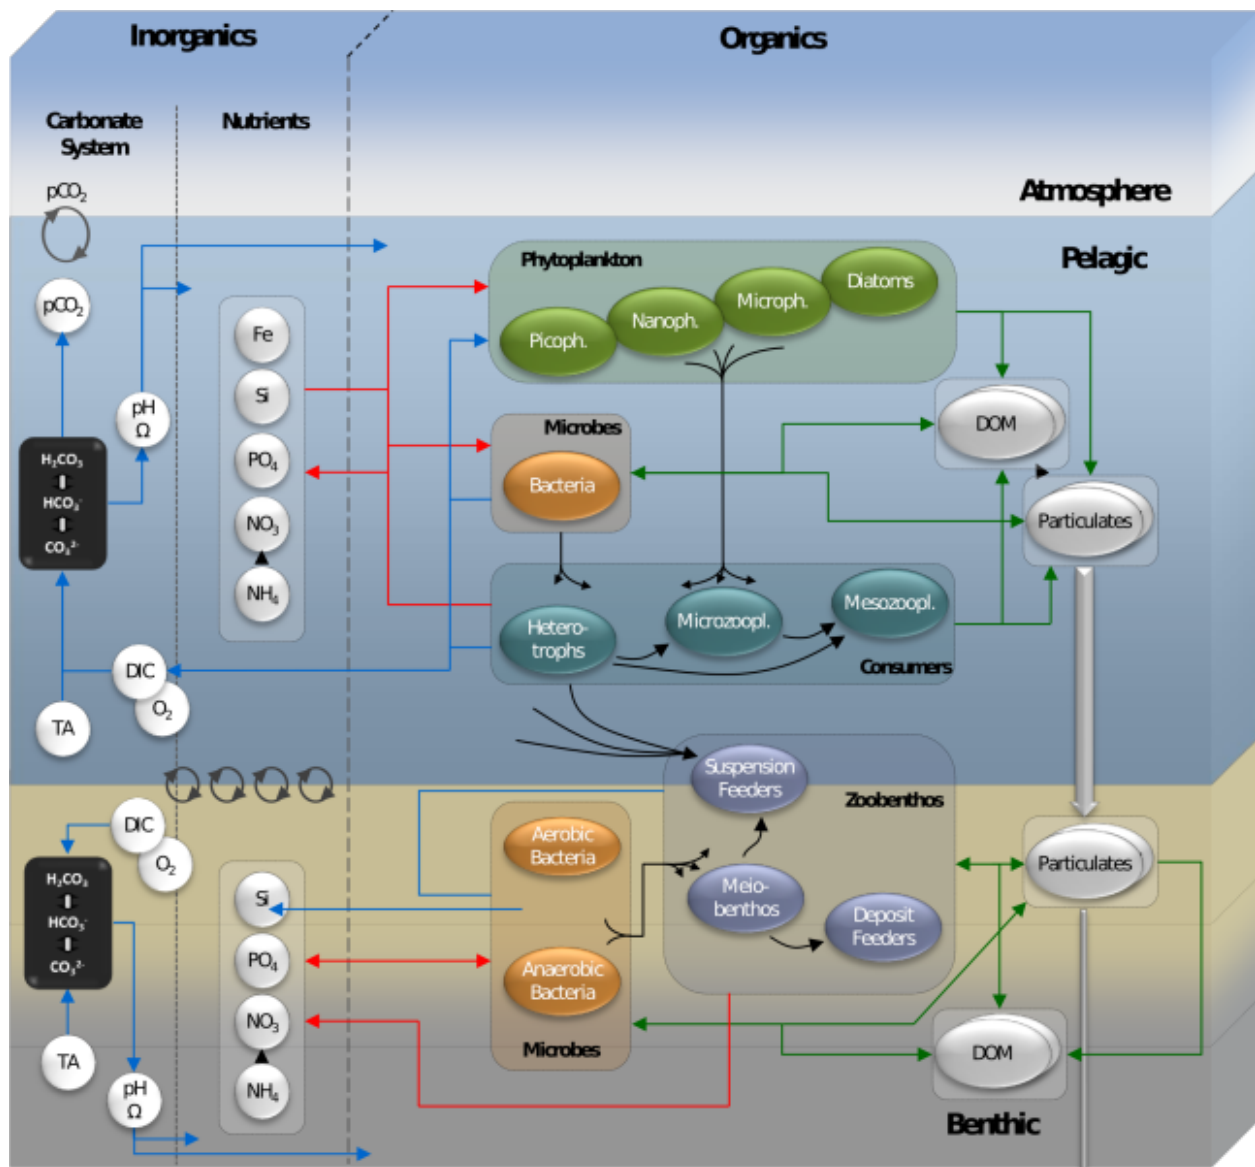 Inorganics
Organics
Carbonate
System
Nutrients
Atmosphere
pCO₂
Pelagic
pCO₂
pH
Ω
H₂CO₃
HCO₃⁻
CO₃²⁻
DIC
O₂
TA
Fe
Si
PO₄
NO₃
NH₄
Phytoplankton
Picoph.
Nanoph.
Microph.
Diatoms
Microbes
Bacteria
DOM
Particulates
Hetero-
trophs
Microzoopl.
Mesozoopl.
Consumers
Suspension
Feeders
Zoobenthos
Meio-
benthos
Deposit
Feeders
Aerobic
Bacteria
Anaerobic
Bacteria
Microbes
Particulates
DOM
Benthic
DIC
O₂
H₂CO₃
HCO₃⁻
CO₃²⁻
TA
pH
Ω
Si
PO₄
NO₃
NH₄